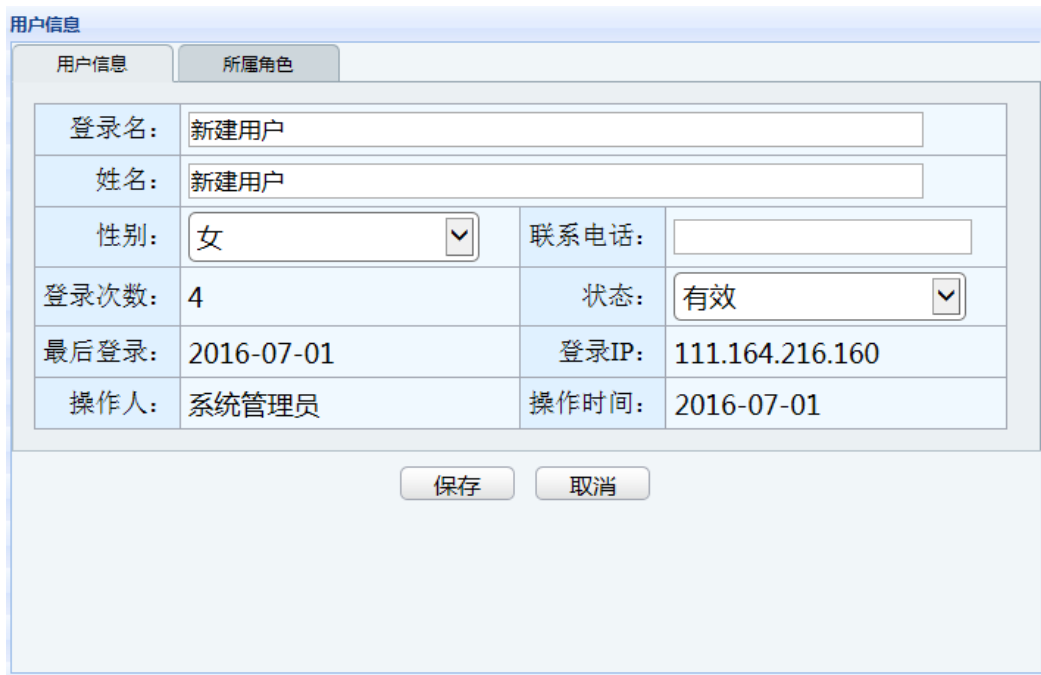 用户信息
用户信息 所属角色
登录名： 新建用户
姓名： 新建用户
性别： 女 联系电话：
登录次数： 4 状态： 有效
最后登录： 2016-07-01 登录IP： 111.164.216.160
操作人： 系统管理员 操作时间： 2016-07-01
保存 取消